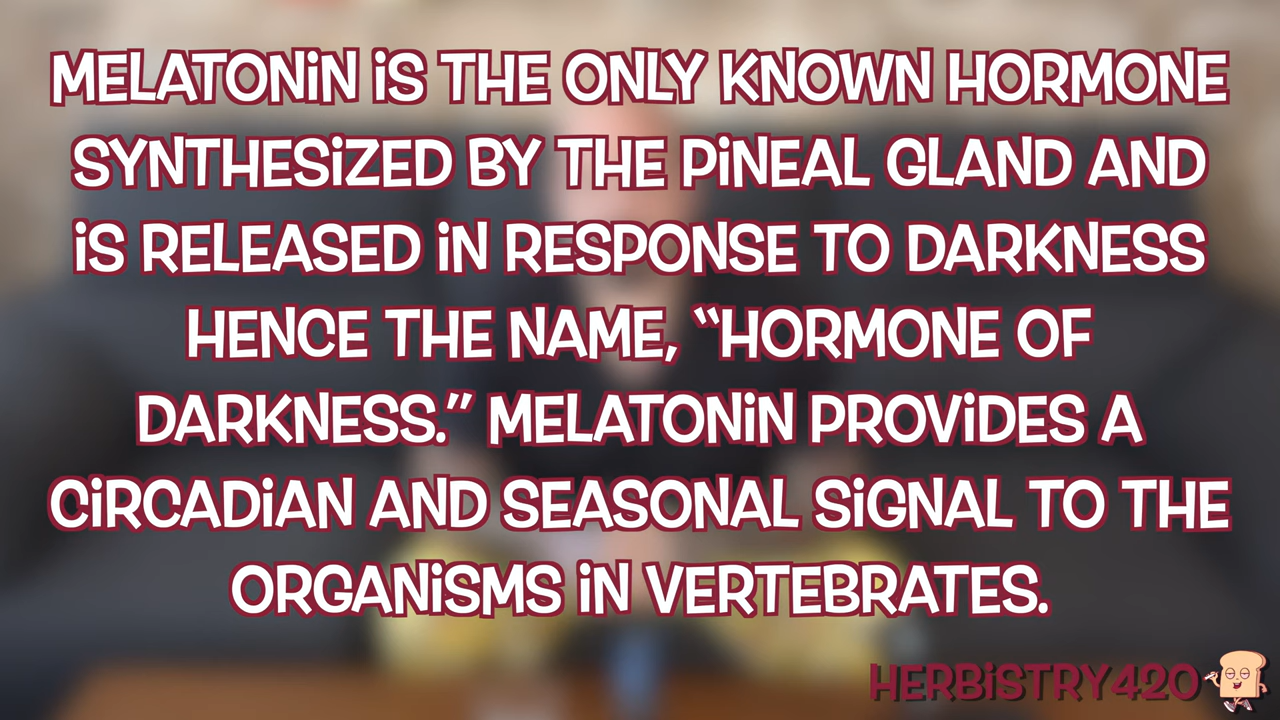 MELATONiN iS THE ONLY KNOWN HORMONE
SYNTHESiZED BY THE PiNEAL GLAND AND
iS RELEASED iN RESPONSE TO DARKNESS
HENCE THE NAME, “HORMONE OF
DARKNESS.” MELATONiN PROViDES A
CiRCADiAN AND SEASONAL SiGNAL TO THE
ORGANiSMS iN VERTEBRATES.
HERBiSTRY420